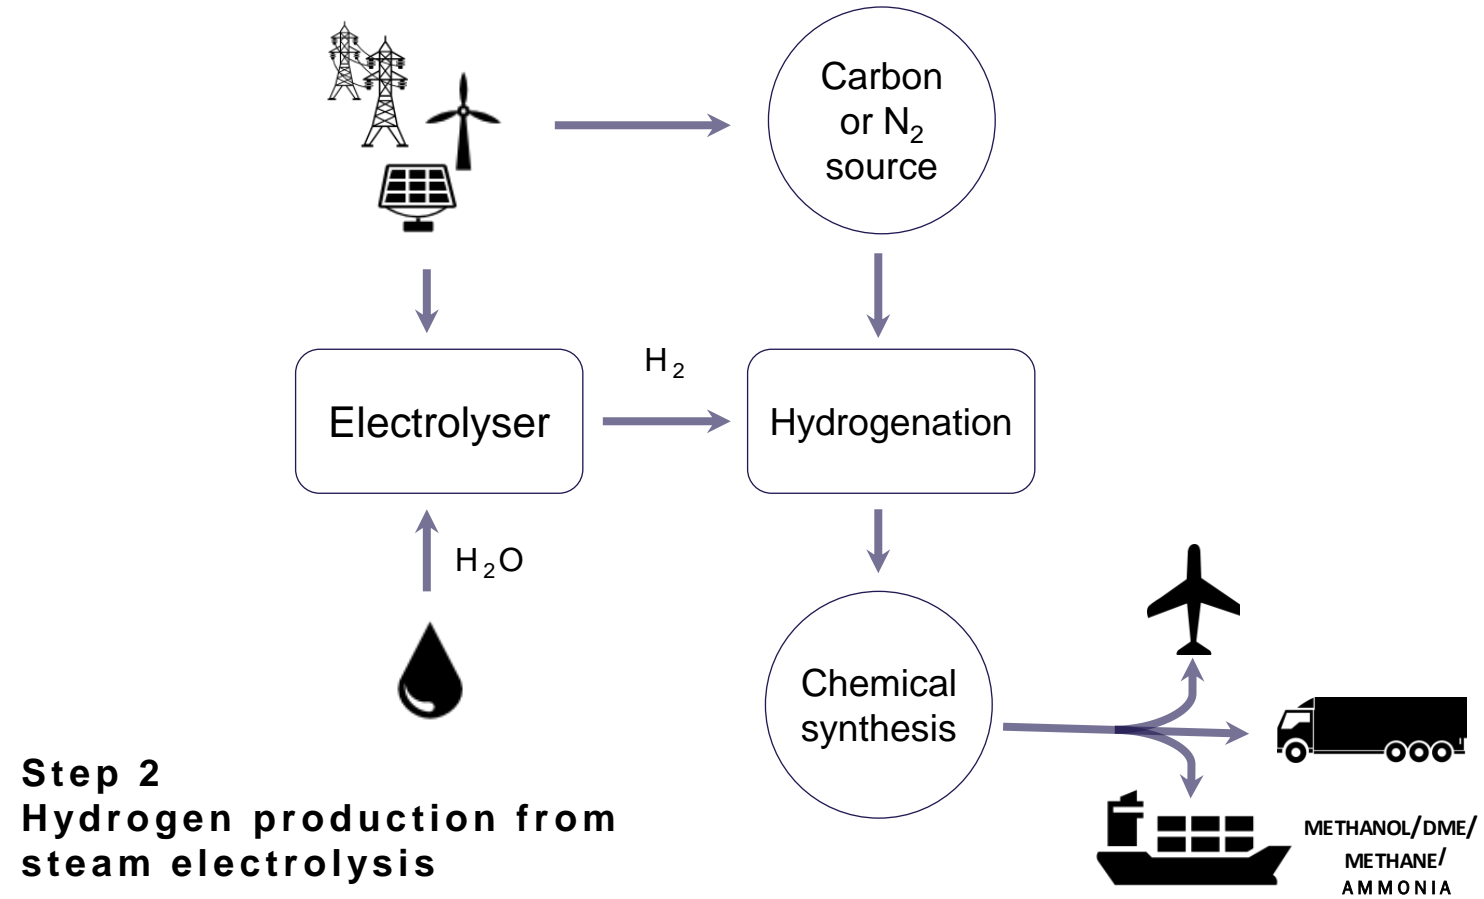 Carbon
or N₂
source
H₂
Electrolyser
Hydrogenation
H₂O
Chemical
synthesis
Step 2
Hydrogen production from
steam electrolysis
METHANOL/DME/
METHANE/
AMMONIA